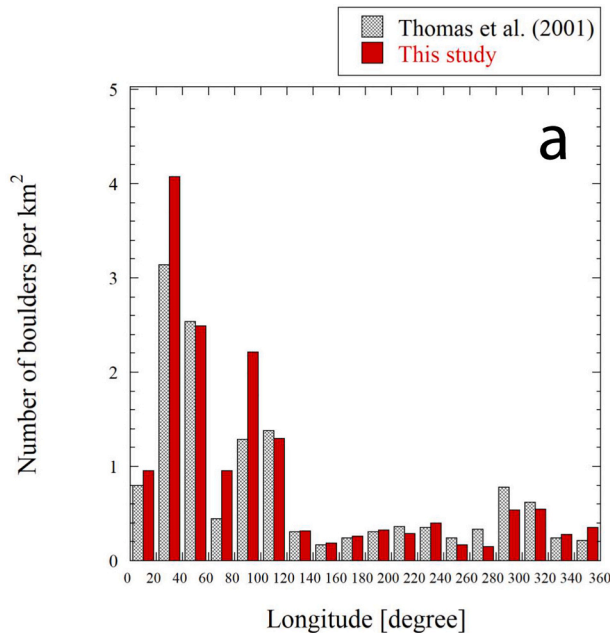 Thomas et al. (2001)
This study
a
5
4
3
2
1
0
Number of boulders per km²
0 20 40 60 80 100 120 140 160 180 200 220 240 260 280 300 320 340 360
Longitude [degree]